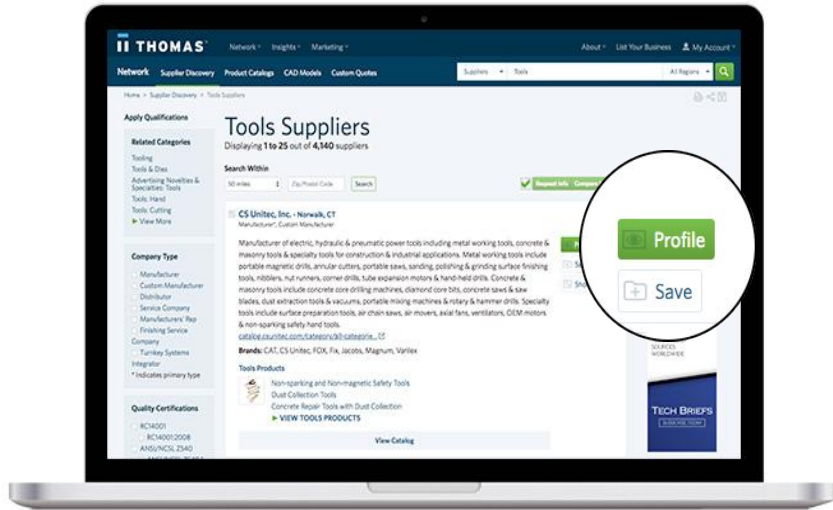 THOMAS
Network Insights Marketing
About List Your Business My Account
Network Supplier Discovery Product Catalogs CAD Models Custom Quotes
Suppliers Tools All Regions
Home > Supplier Discovery > Tools Suppliers
Apply Qualifications
Related Categories
Tooling
Tools & Dies
Advertising Novelties &
Specialties: Tools
Tools: Hand
Tools: Cutting
View More
Company Type
Manufacturer
Custom Manufacturer
Distributor
Service Company
Manufacturers' Rep
Finishing Service
Company
Turnkey Systems
Integrator
* indicates primary type
Quality Certifications
RC14001
RC14001:2008
ANSI/NCSL Z540
Tools Suppliers
Displaying 1 to 25 out of 4,140 suppliers
Search Within
50 miles Zip/Postal Code Search
Request Info
CS Unitec, Inc. - Norwalk, CT
Manufacturer*, Custom Manufacturer
Manufacturer of electric, hydraulic & pneumatic power tools including metal working tools, concrete &
masonry tools & specialty tools for construction & industrial applications. Metal working tools include
portable magnetic drills, annular cutters, portable saws, sanding, polishing & grinding surface finishing
tools, nibblers, nut runners, corner drills, tube expansion motors & hand-held drills. Concrete &
masonry tools include concrete core drilling machines, diamond core bits, concrete saws & saw
blades, dust extraction tools & vacuums, portable mixing machines & rotary & hammer drills. Specialty
tools include surface preparation tools, air chain saws, air movers, axial fans, ventilators, OEM motors
& non-sparking safety hand tools.
catalog.csunitec.com/category/all-categorie...
Brands: CAT, CS Unitec, FOX, Fix, Jacobs, Magnum, Varilex
Tools Products
Non-sparking and Non-magnetic Safety Tools
Dust Collection Tools
Concrete Repair Tools with Dust Collection
VIEW TOOLS PRODUCTS
View Catalog
Profile
Save
SOURCES
WORLDWIDE
TECH BRIEFS
SUBSCRIBE TODAY